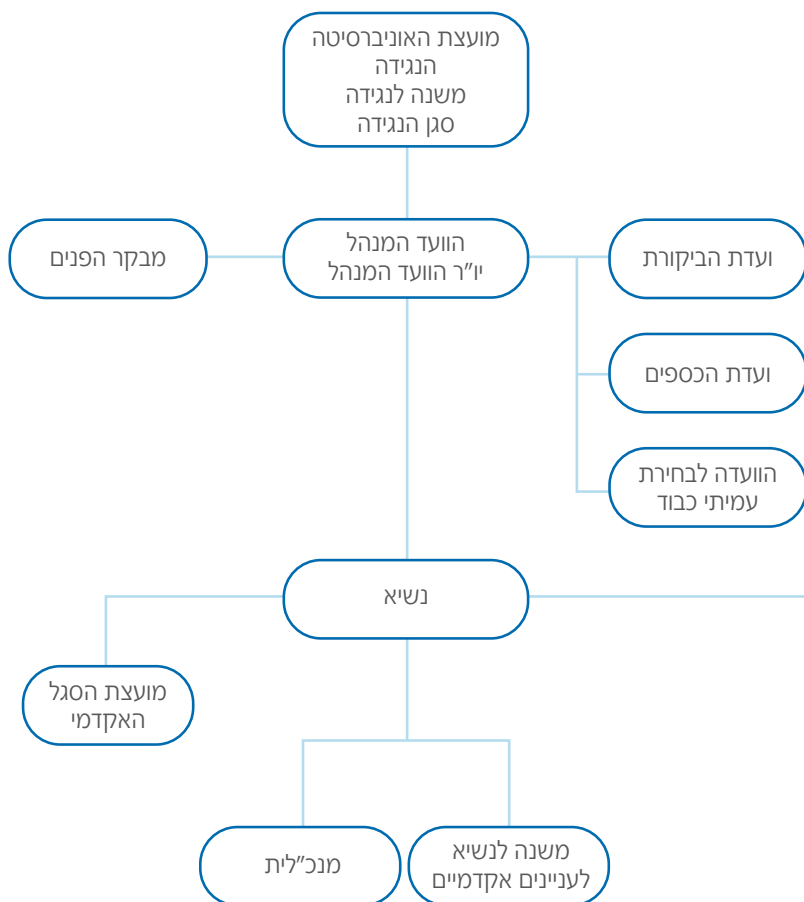 מועצת האוניברסיטה
הנגידה
משנה לנגידה
סגן הנגידה
ועדת הביקורת
הוועד המנהל
יו"ר הוועד המנהל
מבקר הפנים
ועדת הכספים
הוועדה לבחירת
עמיתי כבוד
נשיא
מועצת הסגל
האקדמי
משנה לנשיא
לעניינים אקדמיים
מנכ"לית